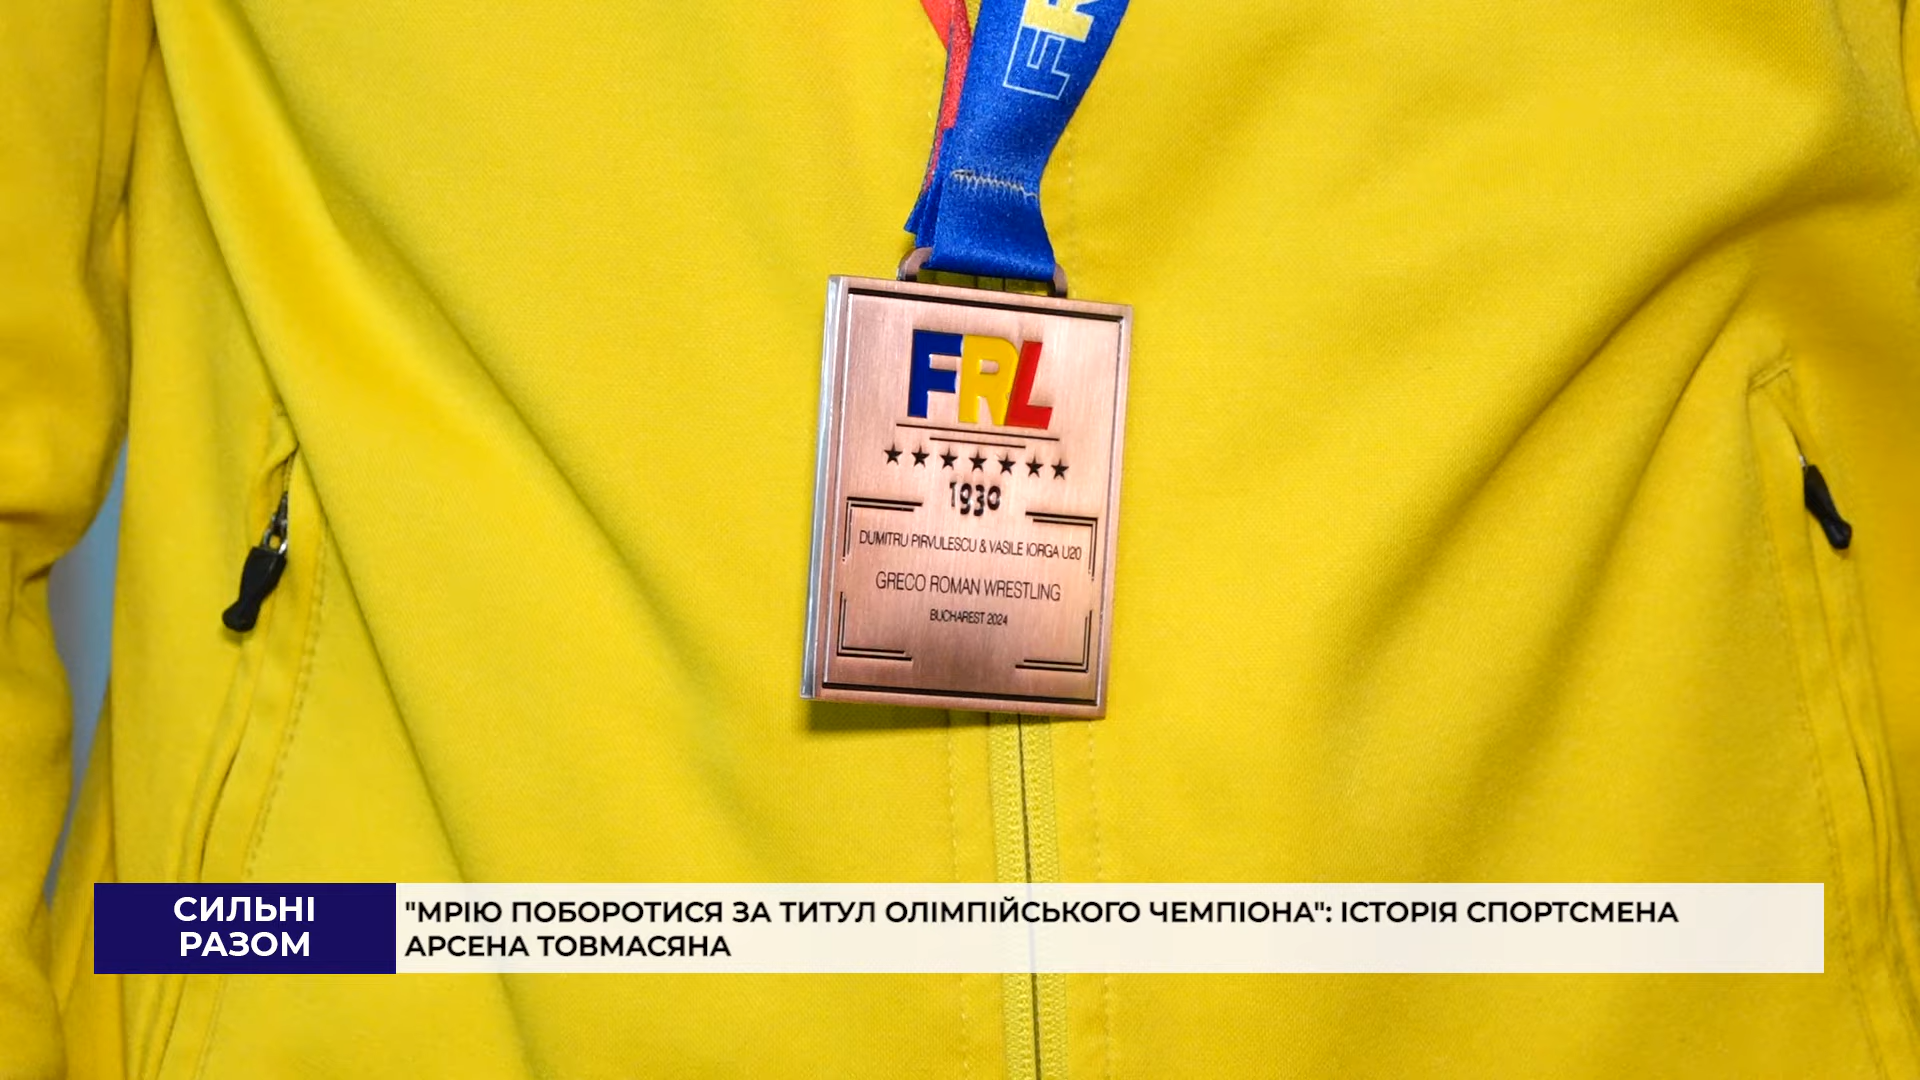 FR
FRL
1930
DUMITRU PIRVULESCU & VASILE IORGA U20
GRECO ROMAN WRESTLING
BUCHAREST 2024
СИЛЬНІ
РАЗОМ
"МРІЮ ПОБОРОТИСЯ ЗА ТИТУЛ ОЛІМПІЙСЬКОГО ЧЕМПІОНА": ІСТОРІЯ СПОРТСМЕНА
АРСЕНА ТОВМАСЯНА